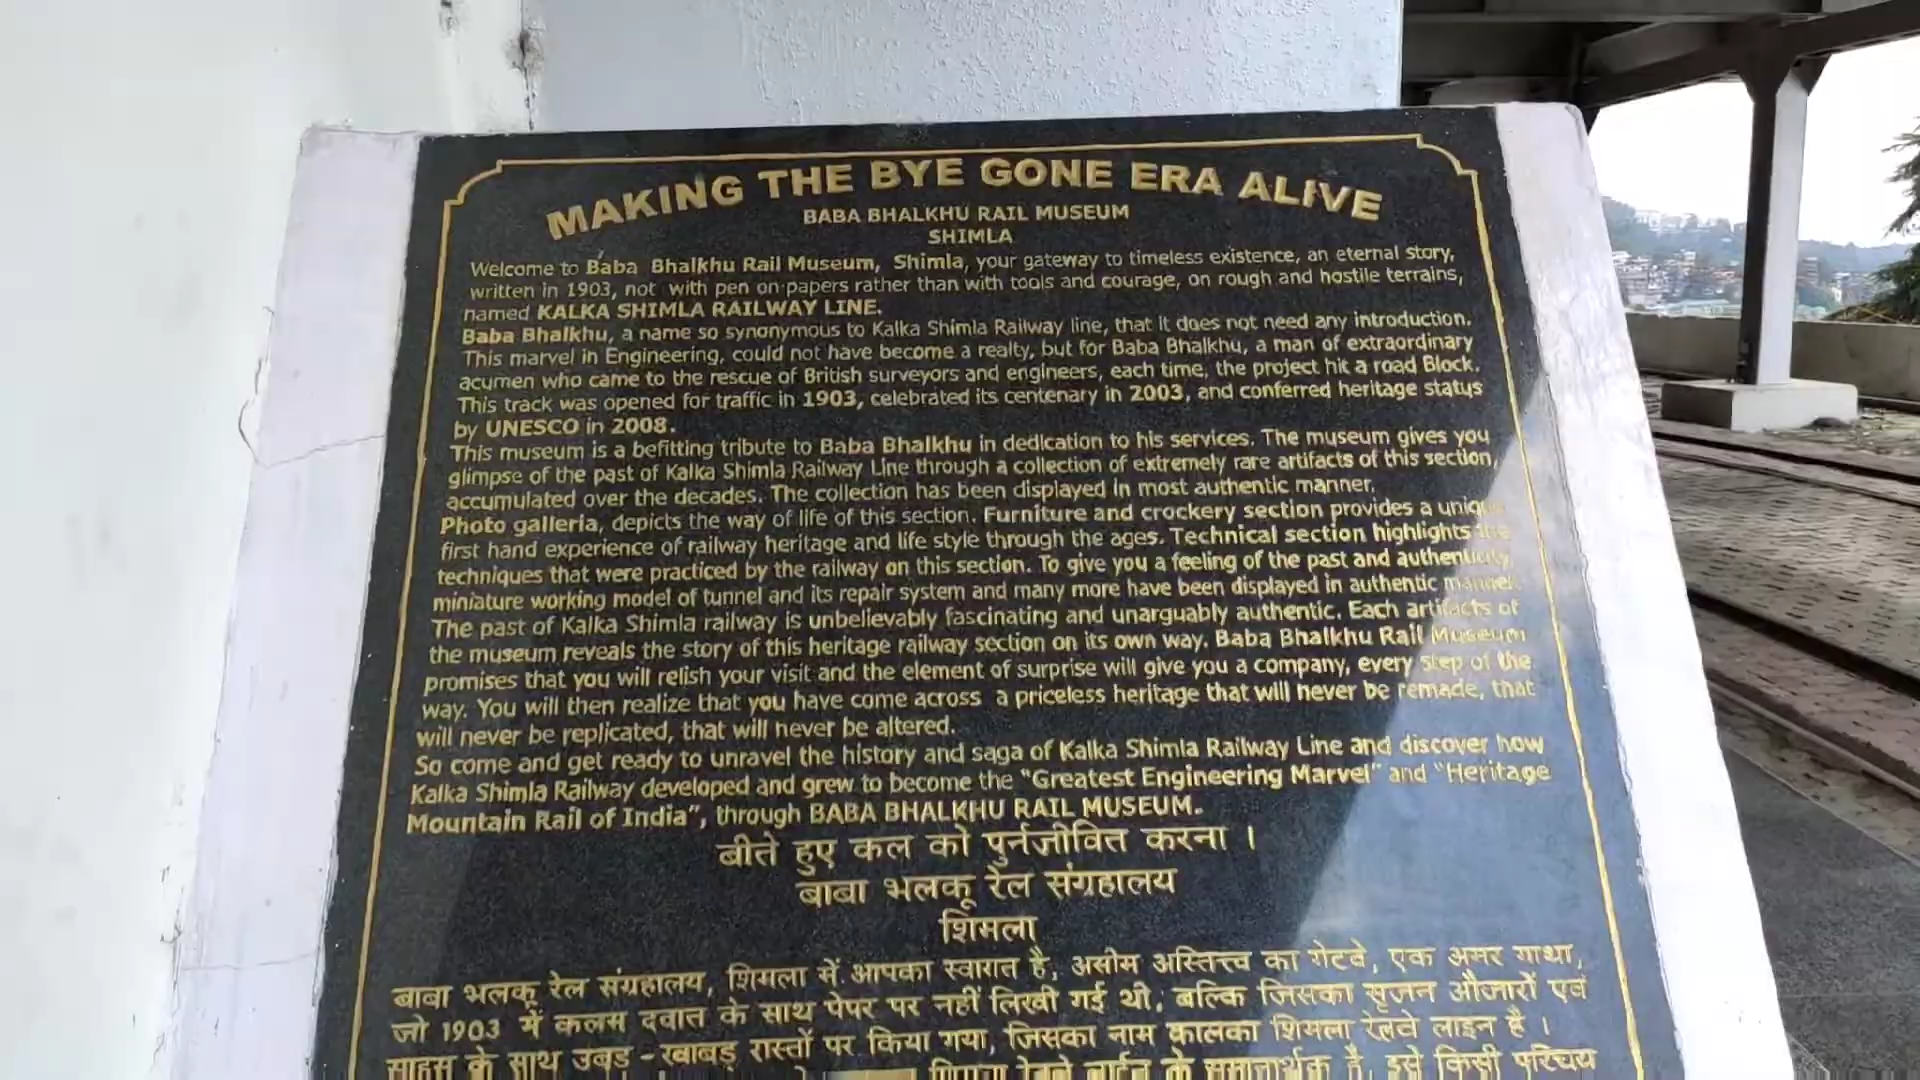 MAKING THE BYE GONE ERA ALIVE
BABA BHALKHU RAIL MUSEUM
SHIMLA
Welcome to Baba Bhalkhu Rail Museum, Shimla, your gateway to timeless existence, an eternal story,
written in 1903, not with pen on papers rather than with tools and courage, on rough and hostile terrains,
named KALKA SHIMLA RAILWAY LINE.
Baba Bhalkhu, a name so synonymous to Kalka Shimla Railway line, that it does not need any introduction.
This marvel in Engineering, could not have become a realty, but for Baba Bhalkhu, a man of extraordinary
acumen who came to the rescue of British surveyors and engineers, each time, the project hit a road Block.
This track was opened for traffic in 1903, celebrated its centenary in 2003, and conferred heritage status
by UNESCO in 2008.
This museum is a befitting tribute to Baba Bhalkhu in dedication to his services. The museum gives you
glimpse of the past of Kalka Shimla Railway Line through a collection of extremely rare artifacts of this section,
accumulated over the decades. The collection has been displayed in most authentic manner.
Photo galleria, depicts the way of life of this section. Furniture and crockery section provides a unique
first hand experience of railway heritage and life style through the ages. Technical section highlights the
techniques that were practiced by the railway on this section. To give you a feeling of the past and authenticity,
miniature working model of tunnel and its repair system and many more have been displayed in authentic manner.
The past of Kalka Shimla railway is unbelievably fascinating and unarguably authentic. Each artifacts of
the museum reveals the story of this heritage railway section on its own way. Baba Bhalkhu Rail Museum
promises that you will relish your visit and the element of surprise will give you a company, every step of the
way. You will then realize that you have come across a priceless heritage that will never be remade, that
will never be replicated, that will never be altered.
So come and get ready to unravel the history and saga of Kalka Shimla Railway Line and discover how
Kalka Shimla Railway developed and grew to become the "Greatest Engineering Marvel" and "Heritage
Mountain Rail of India", through BABA BHALKHU RAIL MUSEUM.
बीते हुए कल को पुर्नजीवित करना ।
बाबा भलकू रेल संग्रहालय
शिमला
बाबा भलकू रेल संग्रहालय, शिमला में आपका स्वागत है, असीम अस्तित्त्व का गेटवे, एक अमर गाथा,
जो 1903 में कलम दवात के साथ पेपर पर नहीं लिखी गई थी, बल्कि जिसका सृजन औजारों एवं
साहस के साथ उबड़-खाबड़ रास्तों पर किया गया, जिसका नाम कालका शिमला रेलवे लाइन है ।
शिमला रेलवे लाईन के समानार्थक है, इसे किसी परिचय